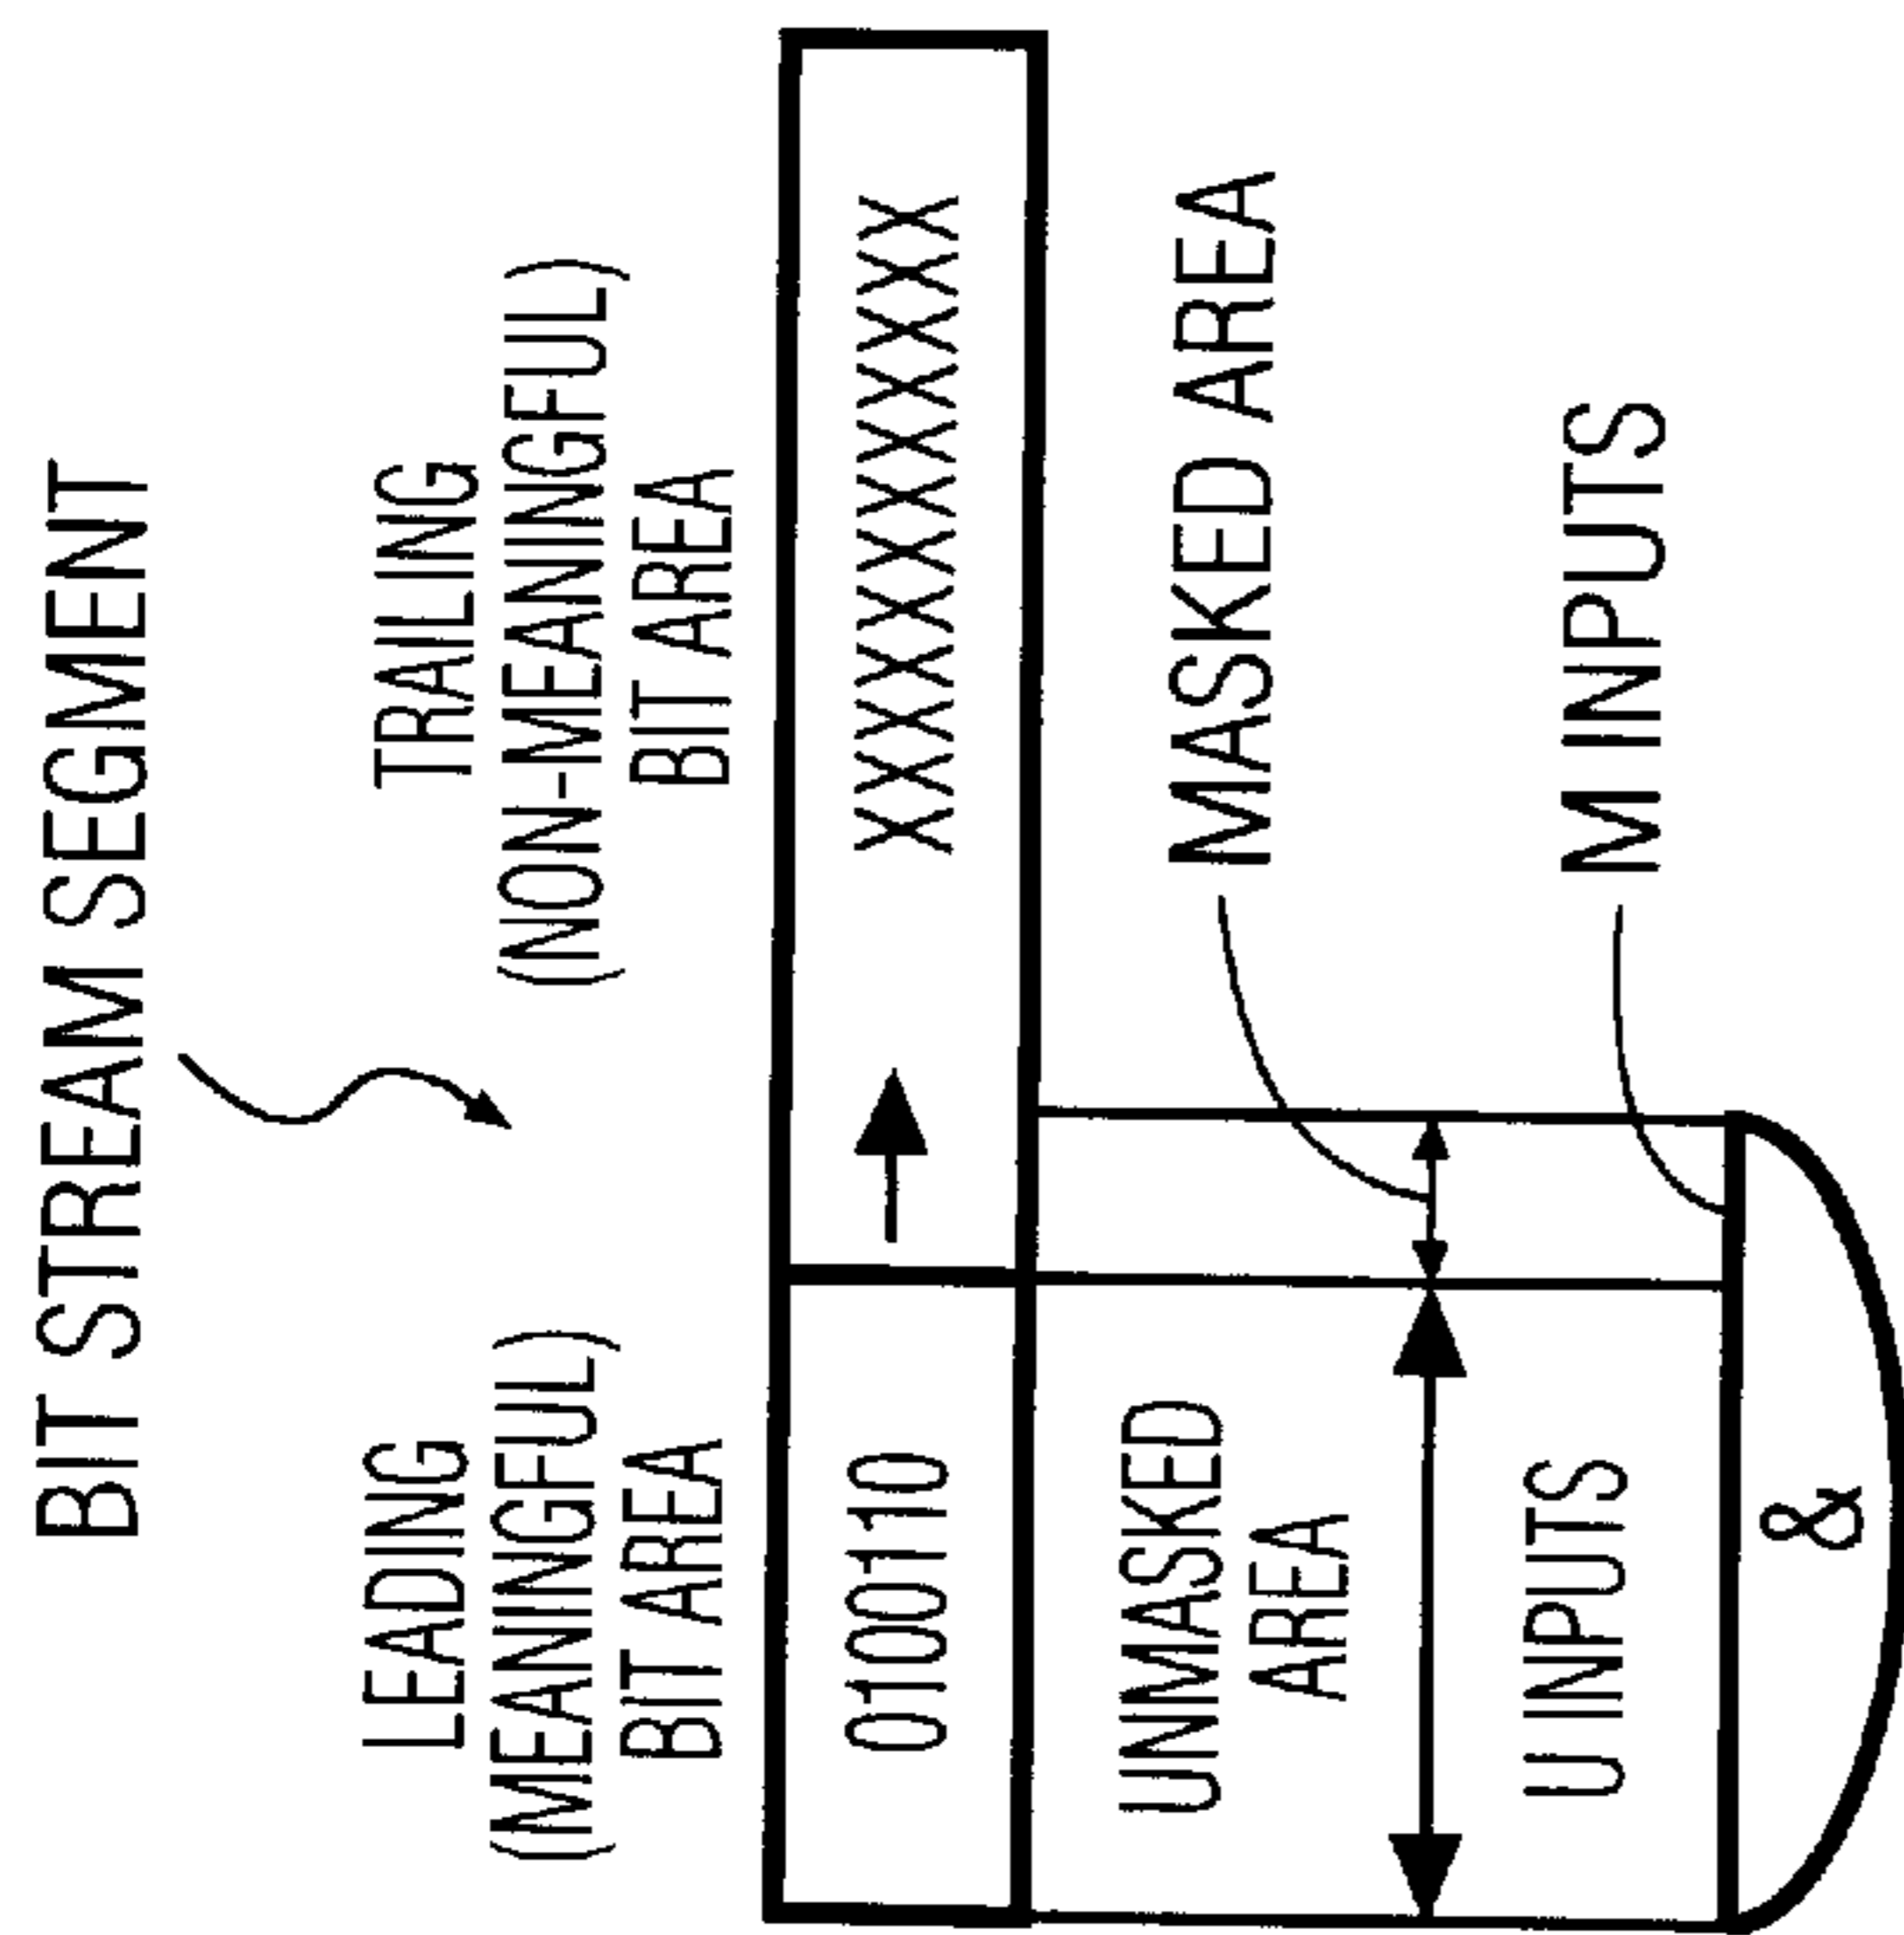 BIT STREAM SEGMENT
LEADING
(MEANINGFUL)
BIT AREA
TRAILING
(NON-MEANINGFUL)
BIT AREA
0100110
XXXXXXXXXXXX
UNMASKED
AREA
MASKED AREA
U INPUTS
M INPUTS
&